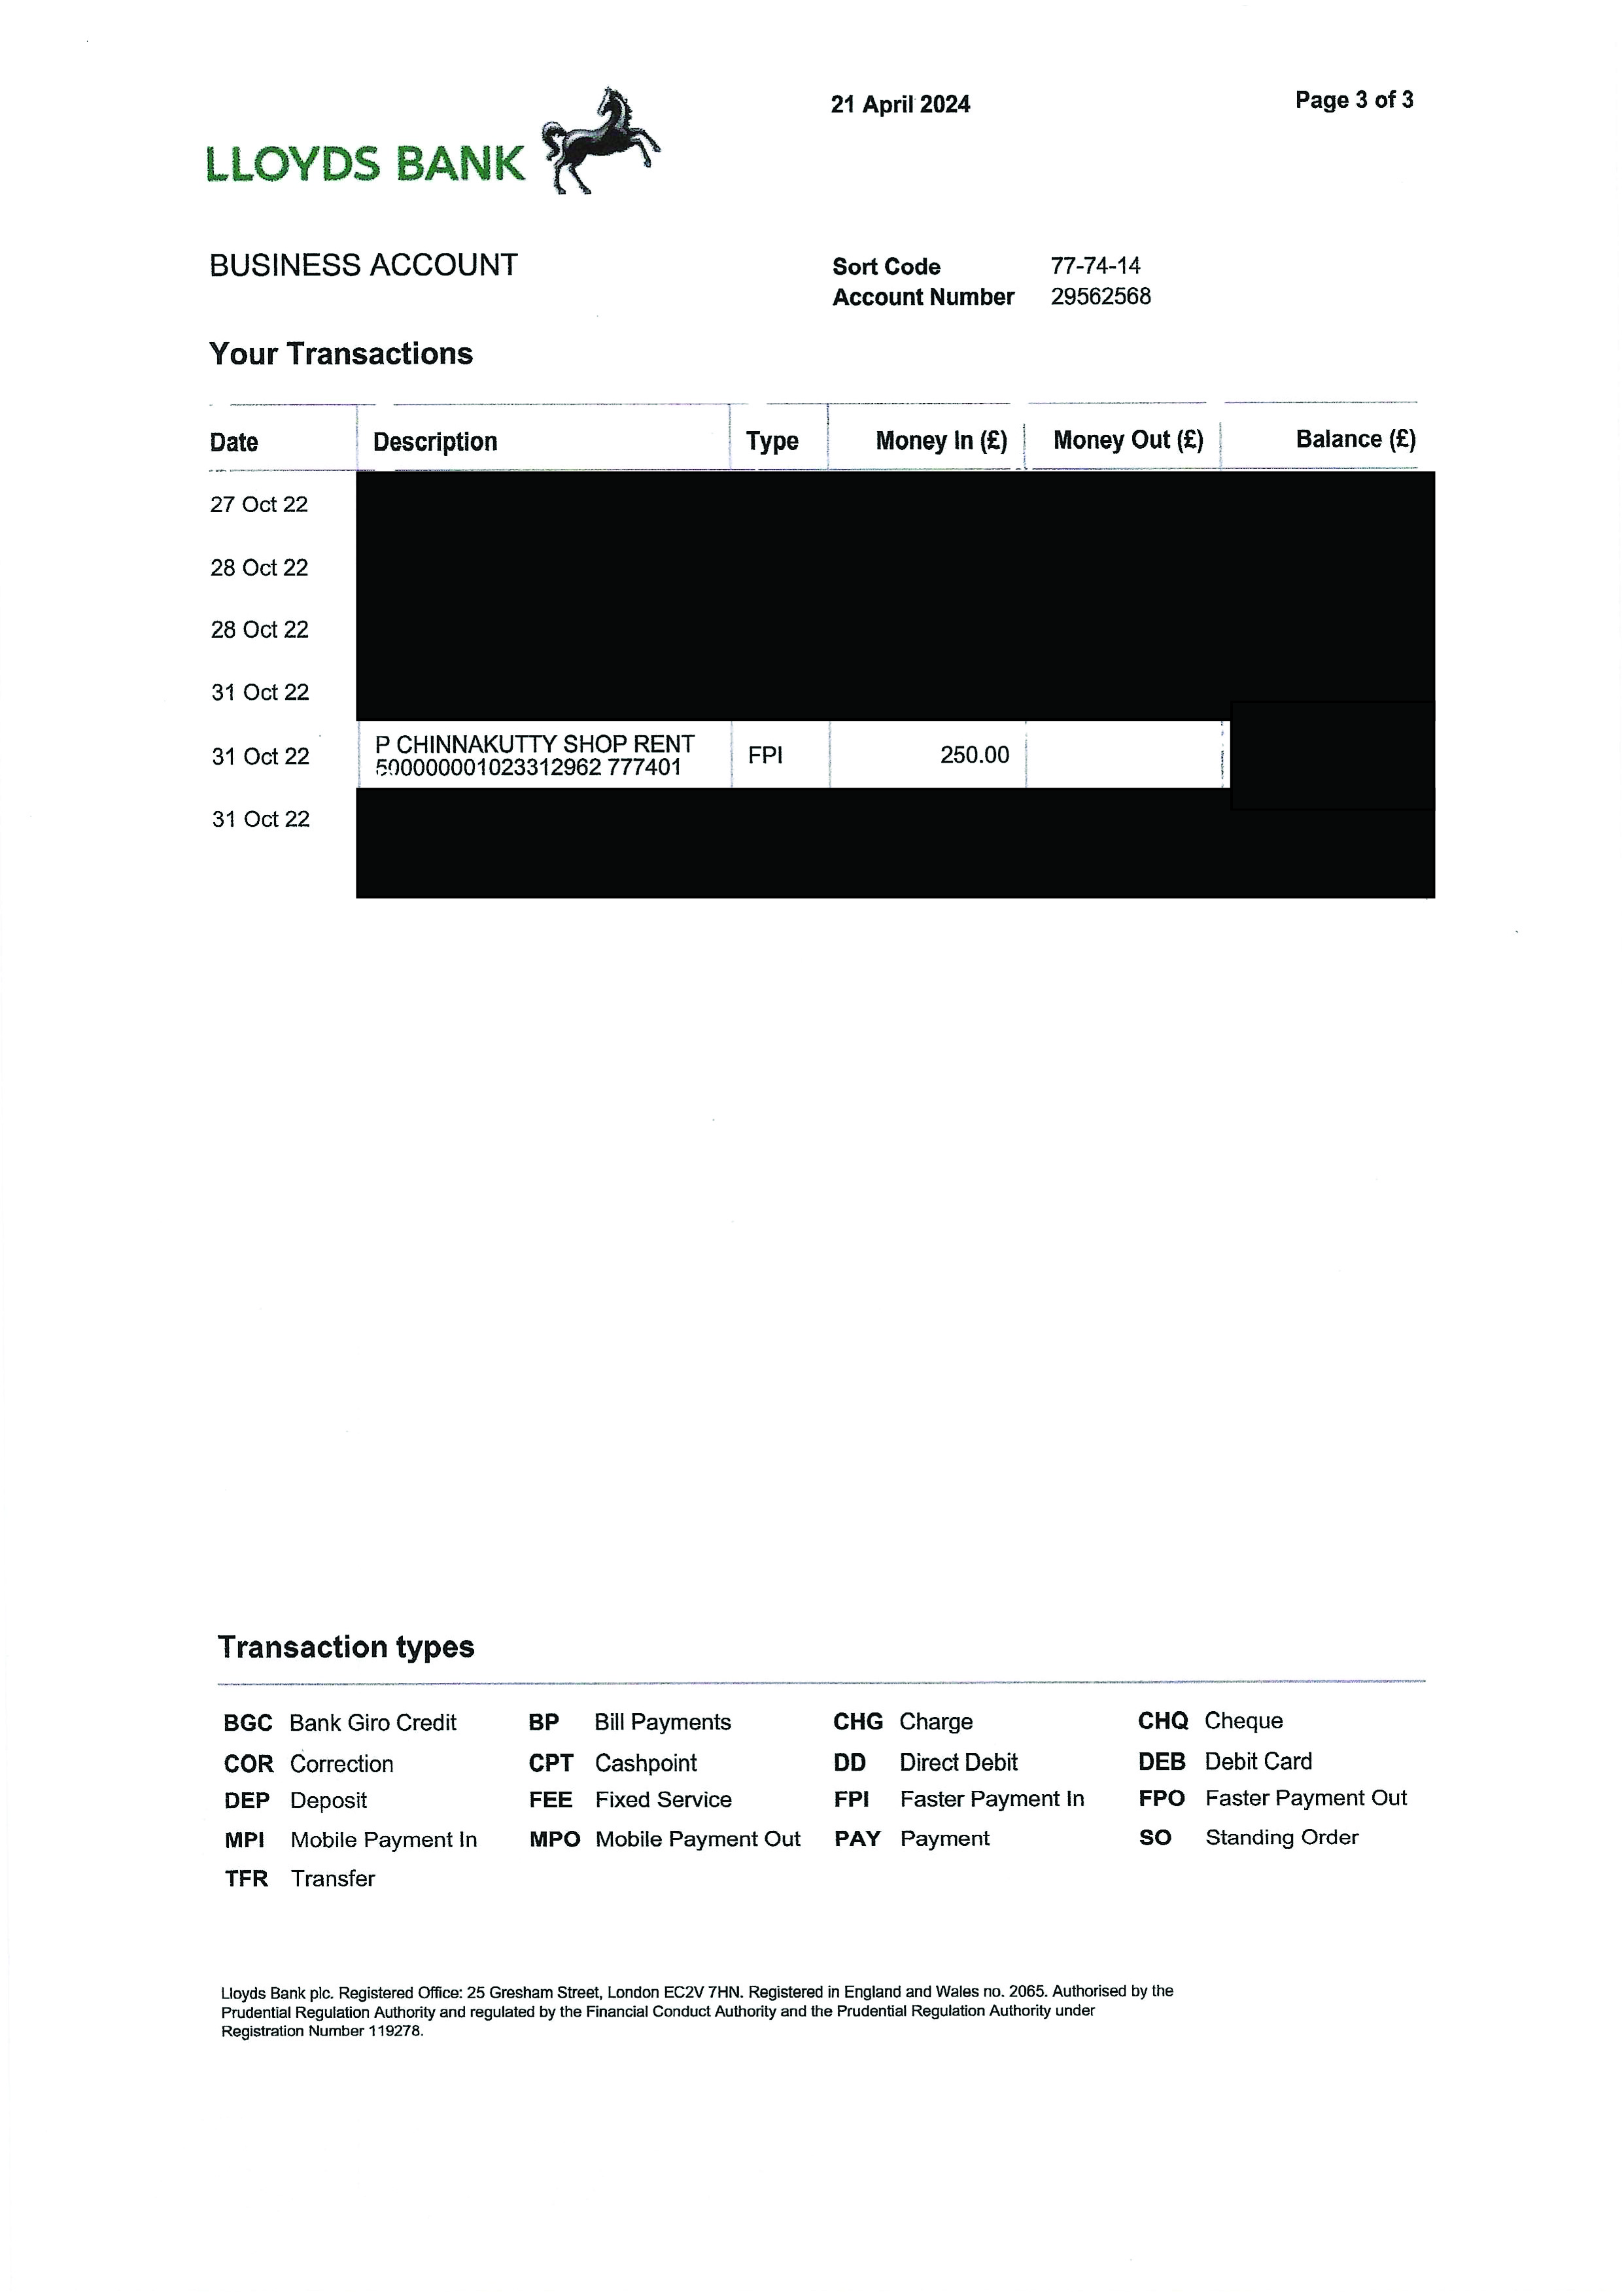 21 April 2024
Page 3 of 3
LLOYDS BANK
BUSINESS ACCOUNT
Sort Code 77-74-14
Account Number 29562568
Your Transactions
Date Description Type Money In (£) Money Out (£) Balance (£)
27 Oct 22
28 Oct 22
28 Oct 22
31 Oct 22
31 Oct 22 P CHINNAKUTTY SHOP RENT FPI 250.00
500000001023312962 777401
31 Oct 22
Transaction types
BGC Bank Giro Credit BP Bill Payments CHG Charge CHQ Cheque
COR Correction CPT Cashpoint DD Direct Debit DEB Debit Card
DEP Deposit FEE Fixed Service FPI Faster Payment In FPO Faster Payment Out
MPI Mobile Payment In MPO Mobile Payment Out PAY Payment SO Standing Order
TFR Transfer
Lloyds Bank plc. Registered Office: 25 Gresham Street, London EC2V 7HN. Registered in England and Wales no. 2065. Authorised by the
Prudential Regulation Authority and regulated by the Financial Conduct Authority and the Prudential Regulation Authority under
Registration Number 119278.